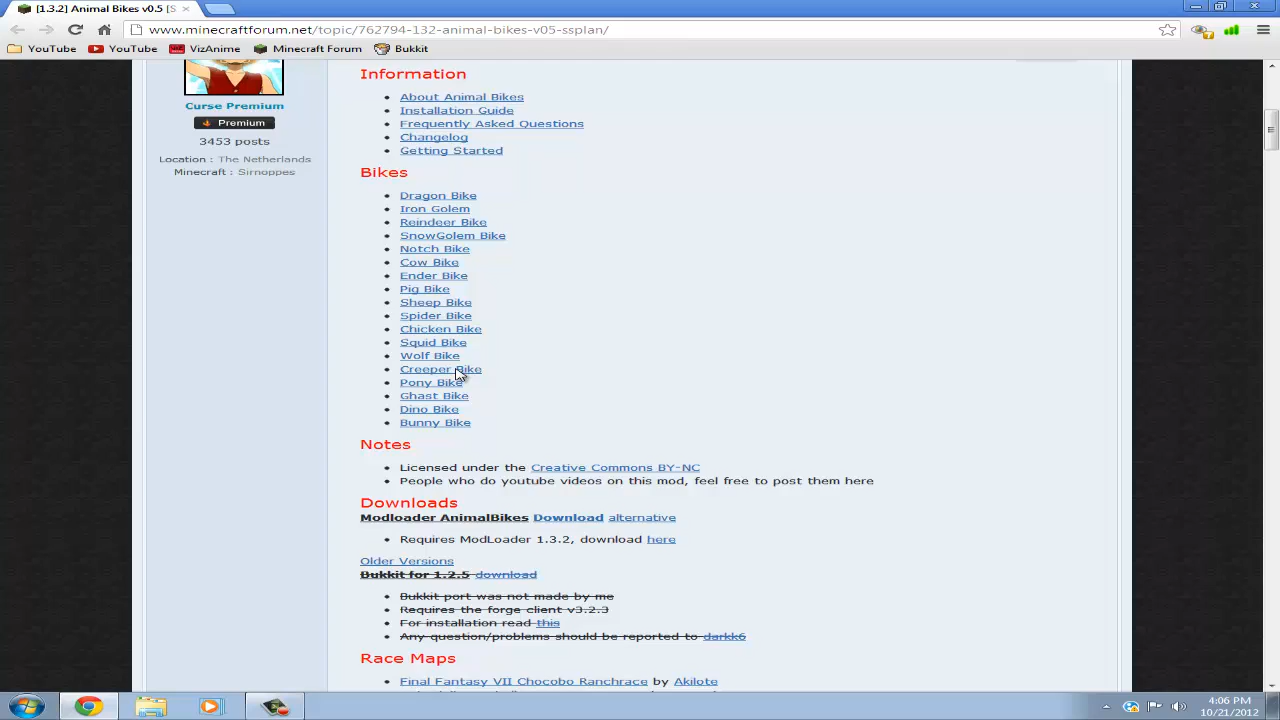 [1.3.2] Animal Bikes v0.5 [S
www.minecraftforum.net/topic/762794-132-animal-bikes-v05-ssplan/
YouTube YouTube VizAnime Minecraft Forum Bukkit
Curse Premium
Premium
3453 posts
Location : The Netherlands
Minecraft : Sirnoppes
Information
About Animal Bikes
Installation Guide
Frequently Asked Questions
Changelog
Getting Started
Bikes
Dragon Bike
Iron Golem
Reindeer Bike
SnowGolem Bike
Notch Bike
Cow Bike
Ender Bike
Pig Bike
Sheep Bike
Spider Bike
Chicken Bike
Squid Bike
Wolf Bike
Creeper Bike
Pony Bike
Ghast Bike
Dino Bike
Bunny Bike
Notes
Licensed under the Creative Commons BY-NC
People who do youtube videos on this mod, feel free to post them here
Downloads
Modloader AnimalBikes Download alternative
Requires ModLoader 1.3.2, download here
Older Versions
Bukkit for 1.2.5 download
Bukkit port was not made by me
Requires the forge client v3.2.3
For installation read this
Any question/problems should be reported to darkk6
Race Maps
Final Fantasy VII Chocobo Ranchrace by Akilote
4:06 PM
10/21/2012